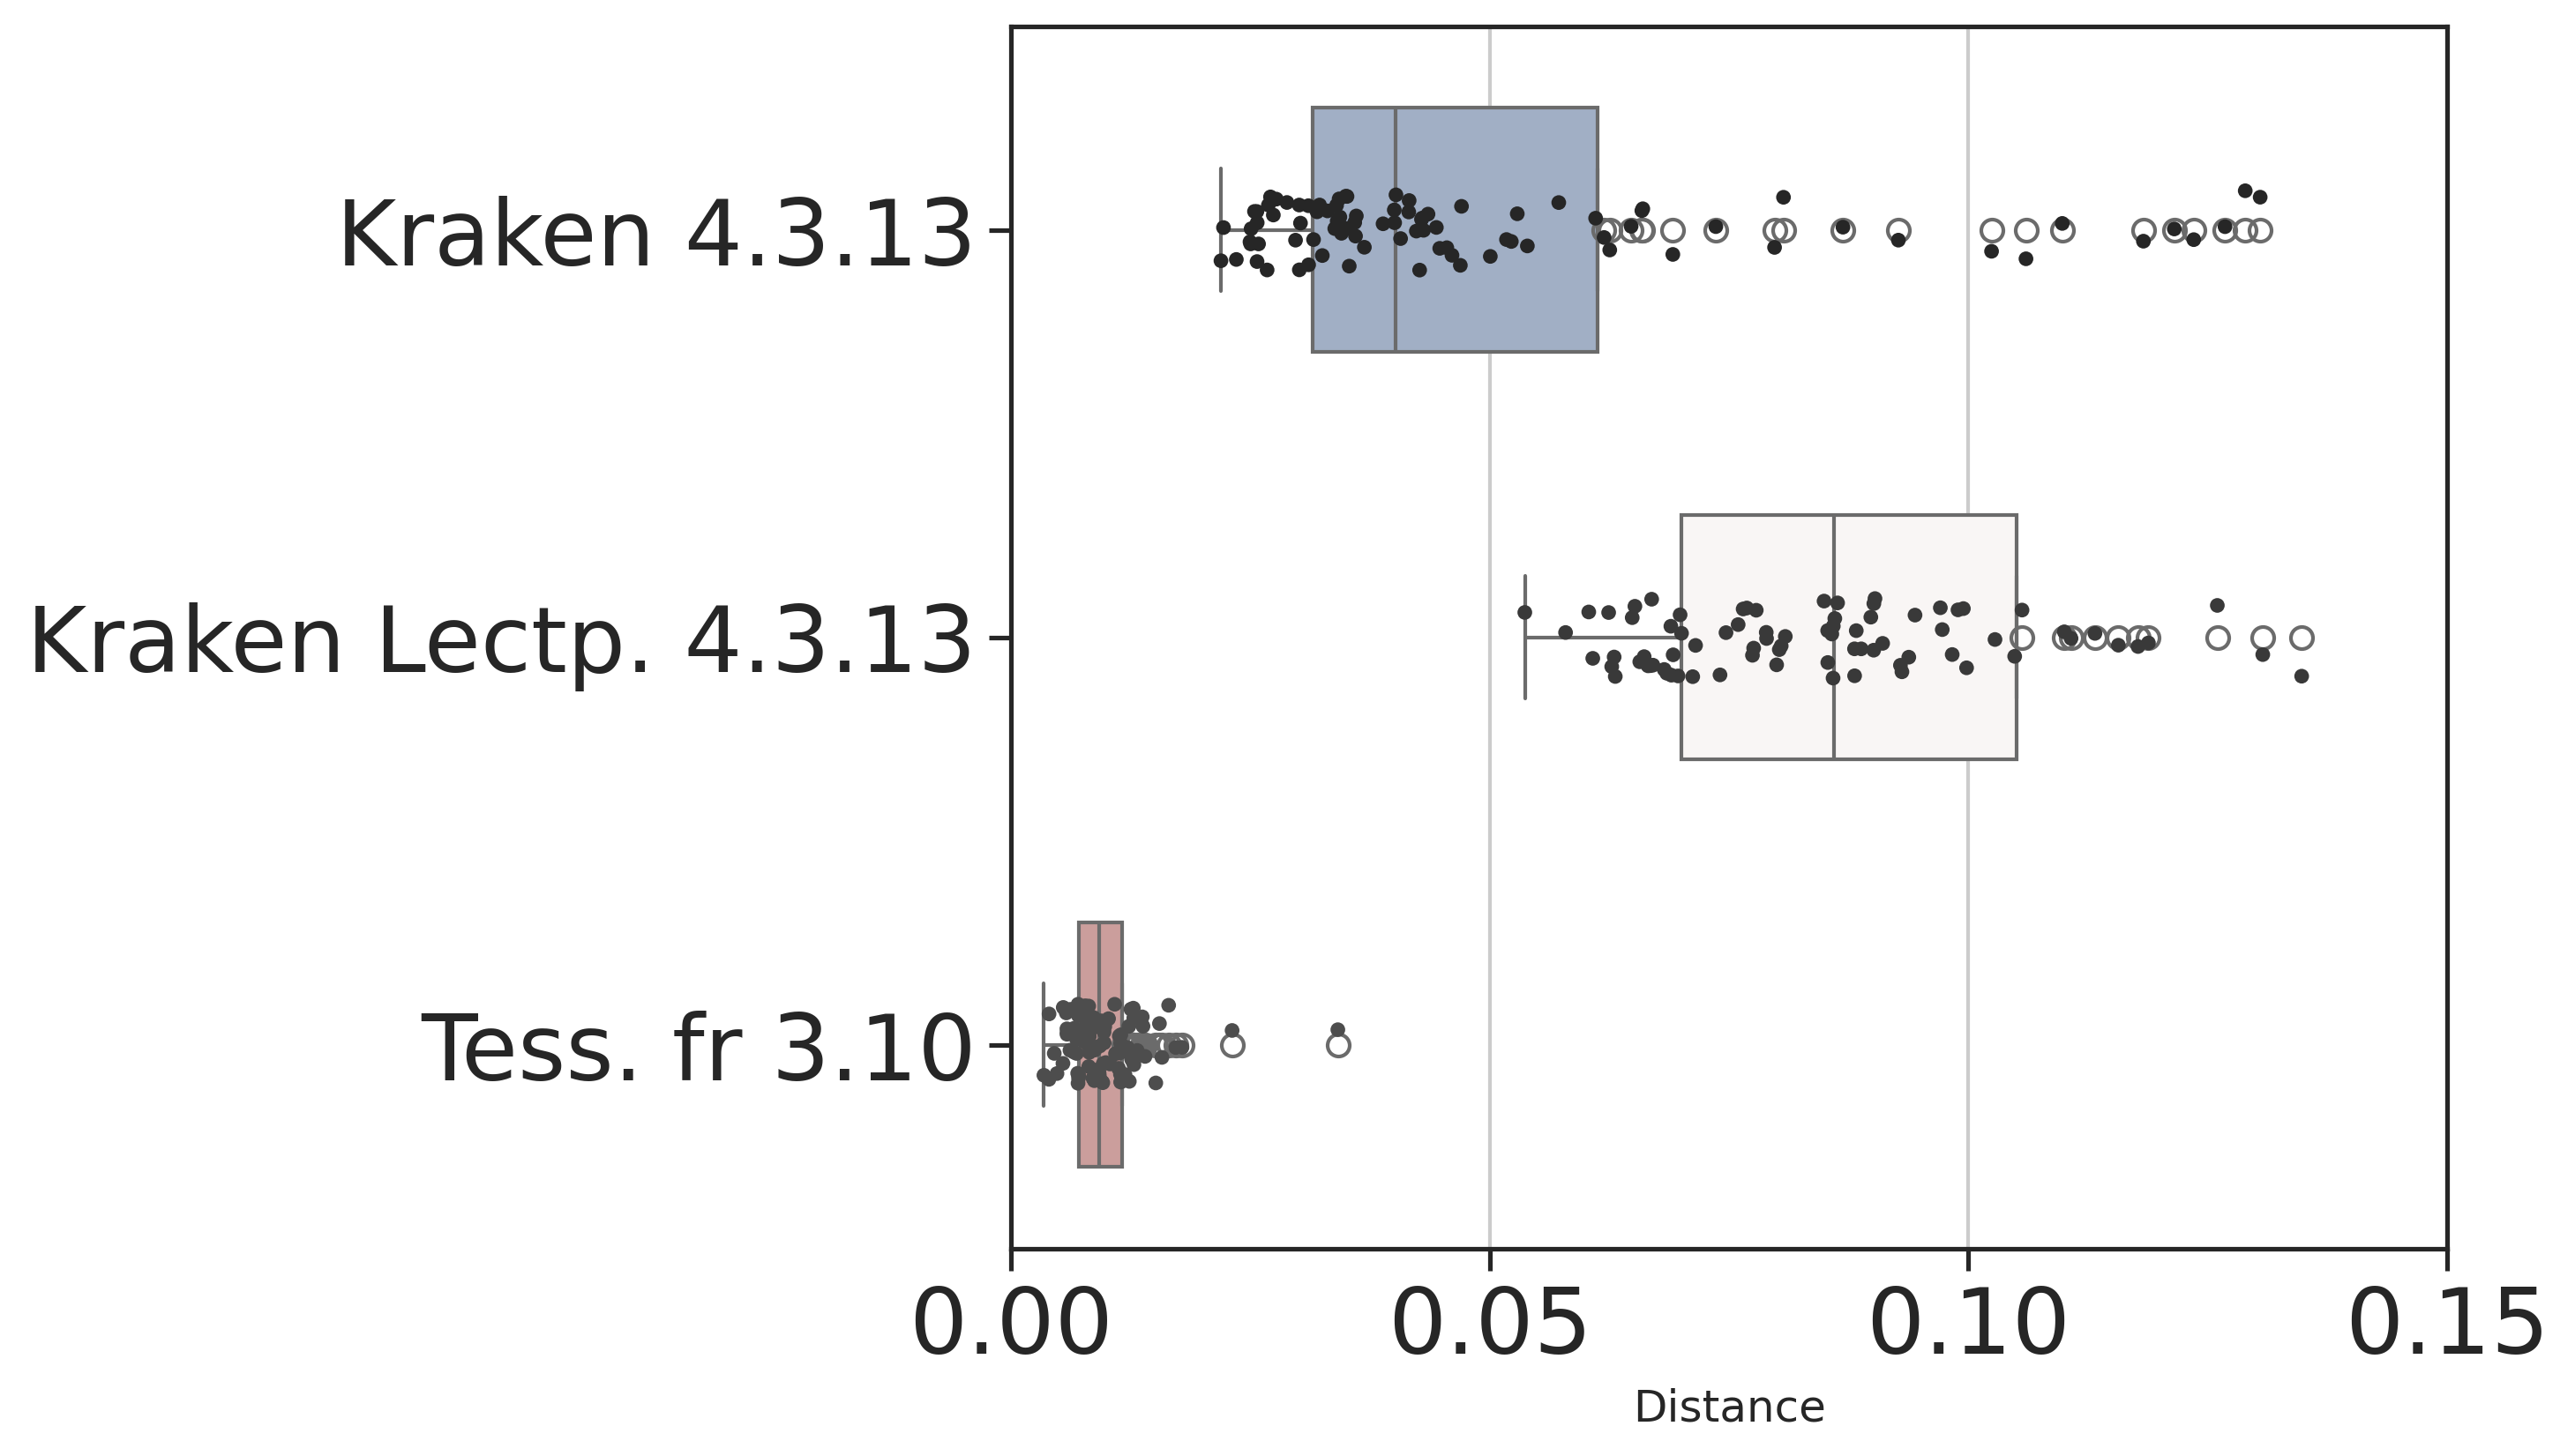 Kraken 4.3.13
Kraken Lectp. 4.3.13
Tess. fr 3.10
0.00 0.05 0.10 0.15
Distance